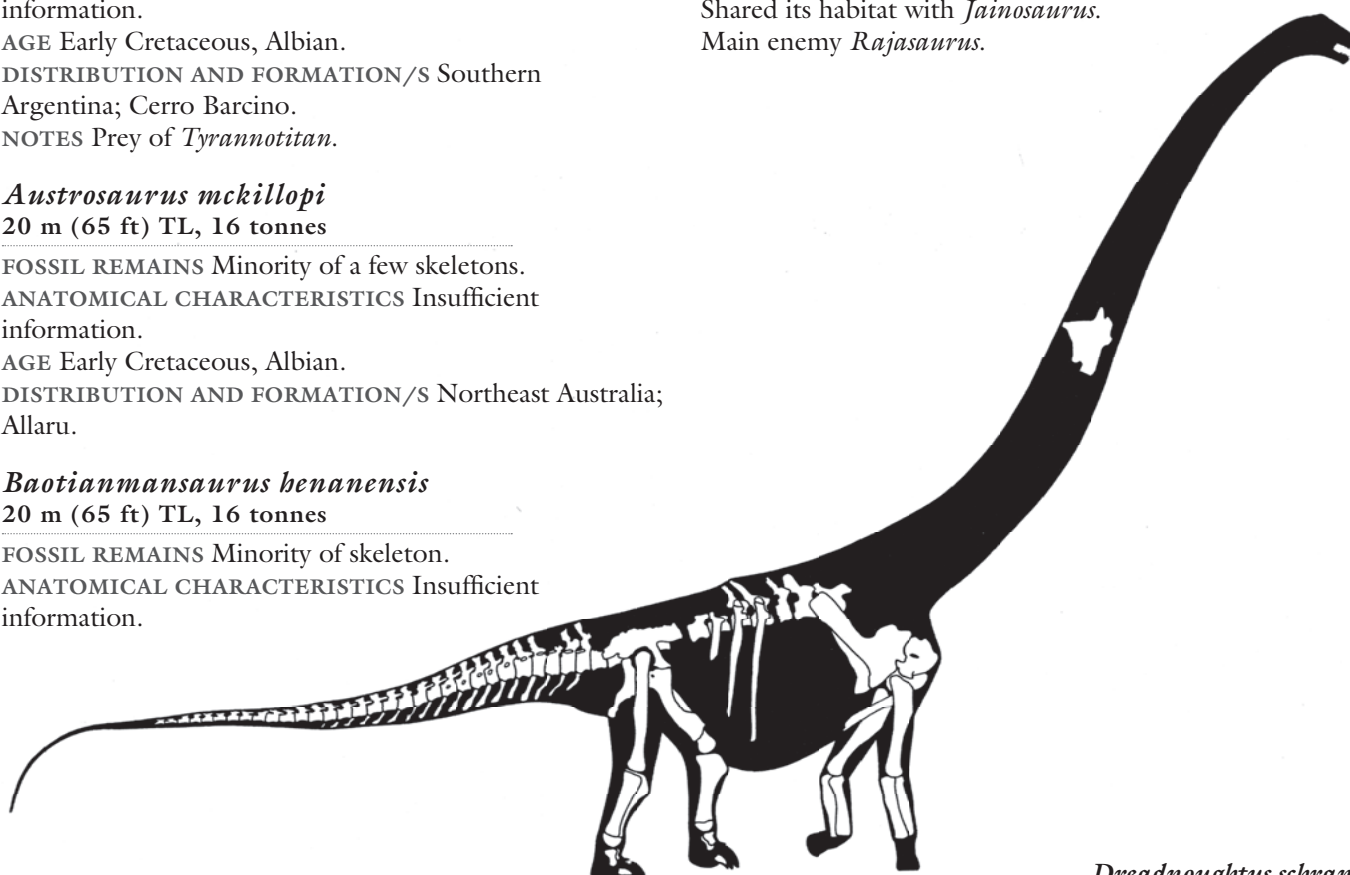 information.
AGE Early Cretaceous, Albian.
DISTRIBUTION AND FORMATION/S Southern
Argentina; Cerro Barcino.
NOTES Prey of Tyrannotitan.
Austrosaurus mckillopi
20 m (65 ft) TL, 16 tonnes
FOSSIL REMAINS Minority of a few skeletons.
ANATOMICAL CHARACTERISTICS Insufficient
information.
AGE Early Cretaceous, Albian.
DISTRIBUTION AND FORMATION/S Northeast Australia;
Allaru.
Baotianmansaurus henanensis
20 m (65 ft) TL, 16 tonnes
FOSSIL REMAINS Minority of skeleton.
ANATOMICAL CHARACTERISTICS Insufficient
information.
Shared its habitat with Jainosaurus.
Main enemy Rajasaurus.
Dreadnoughtus schran